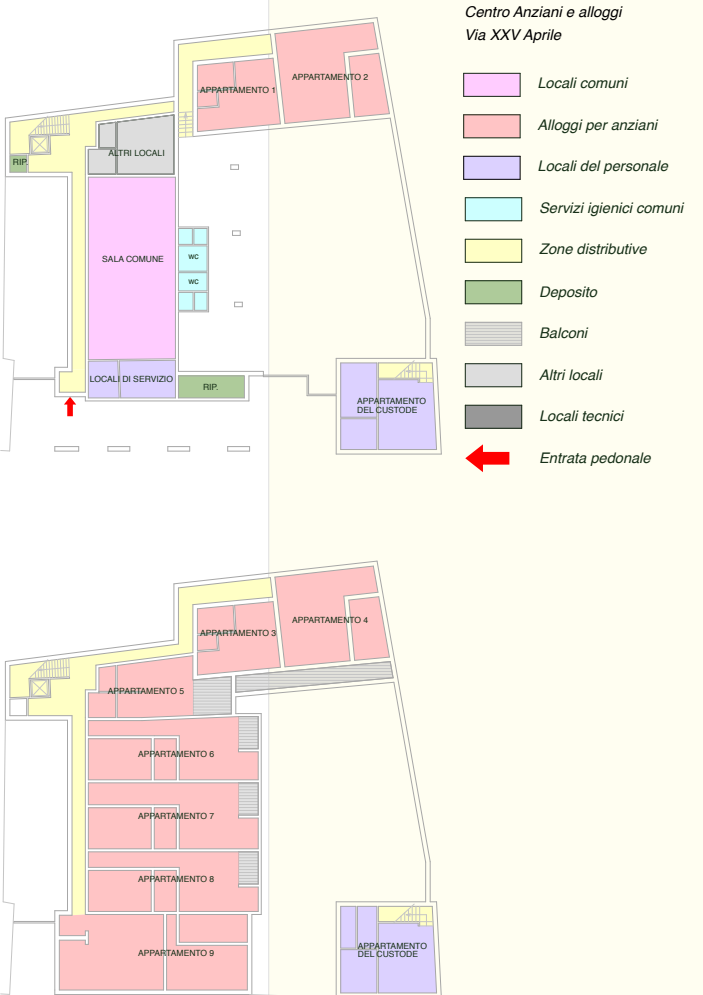 Centro Anziani e alloggi
Via XXV Aprile
Locali comuni
Alloggi per anziani
Locali del personale
Servizi igienici comuni
Zone distributive
Deposito
Balconi
Altri locali
Locali tecnici
Entrata pedonale
APPARTAMENTO 1
APPARTAMENTO 2
ALTRI LOCALI
RIP.
SALA COMUNE
WC
WC
LOCALI DI SERVIZIO
RIP.
APPARTAMENTO
DEL CUSTODE
APPARTAMENTO 3
APPARTAMENTO 4
APPARTAMENTO 5
APPARTAMENTO 6
APPARTAMENTO 7
APPARTAMENTO 8
APPARTAMENTO 9
APPARTAMENTO
DEL CUSTODE